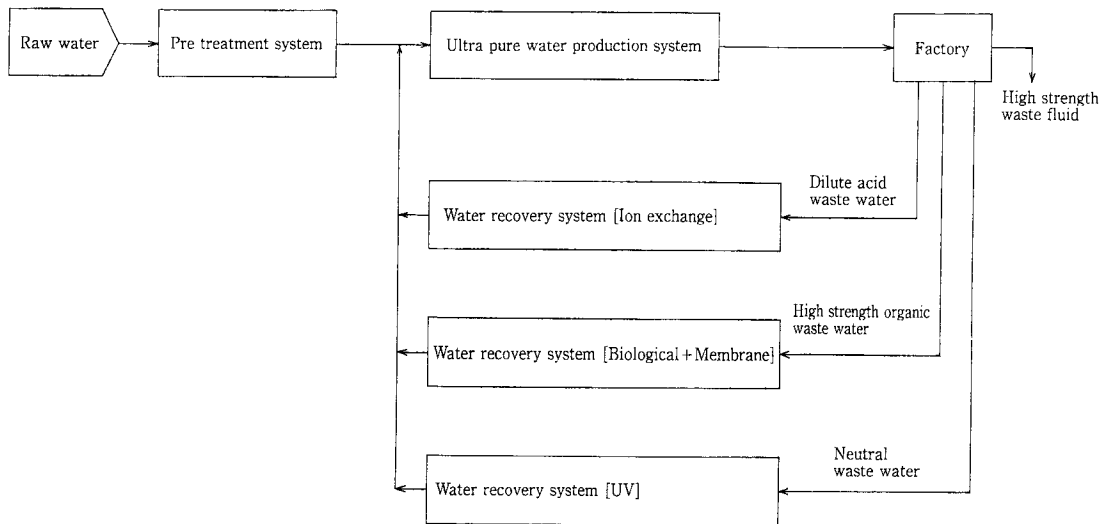 Raw water
Pre treatment system
Ultra pure water production system
Factory
High strength
waste fluid
Dilute acid
waste water
Water recovery system [Ion exchange]
High strength organic
waste water
Water recovery system [Biological+Membrane]
Neutral
waste water
Water recovery system [UV]